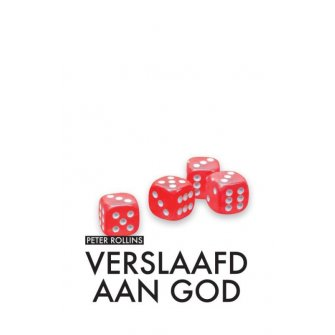 PETER ROLLINS
VERSLAAFD
AAN GOD